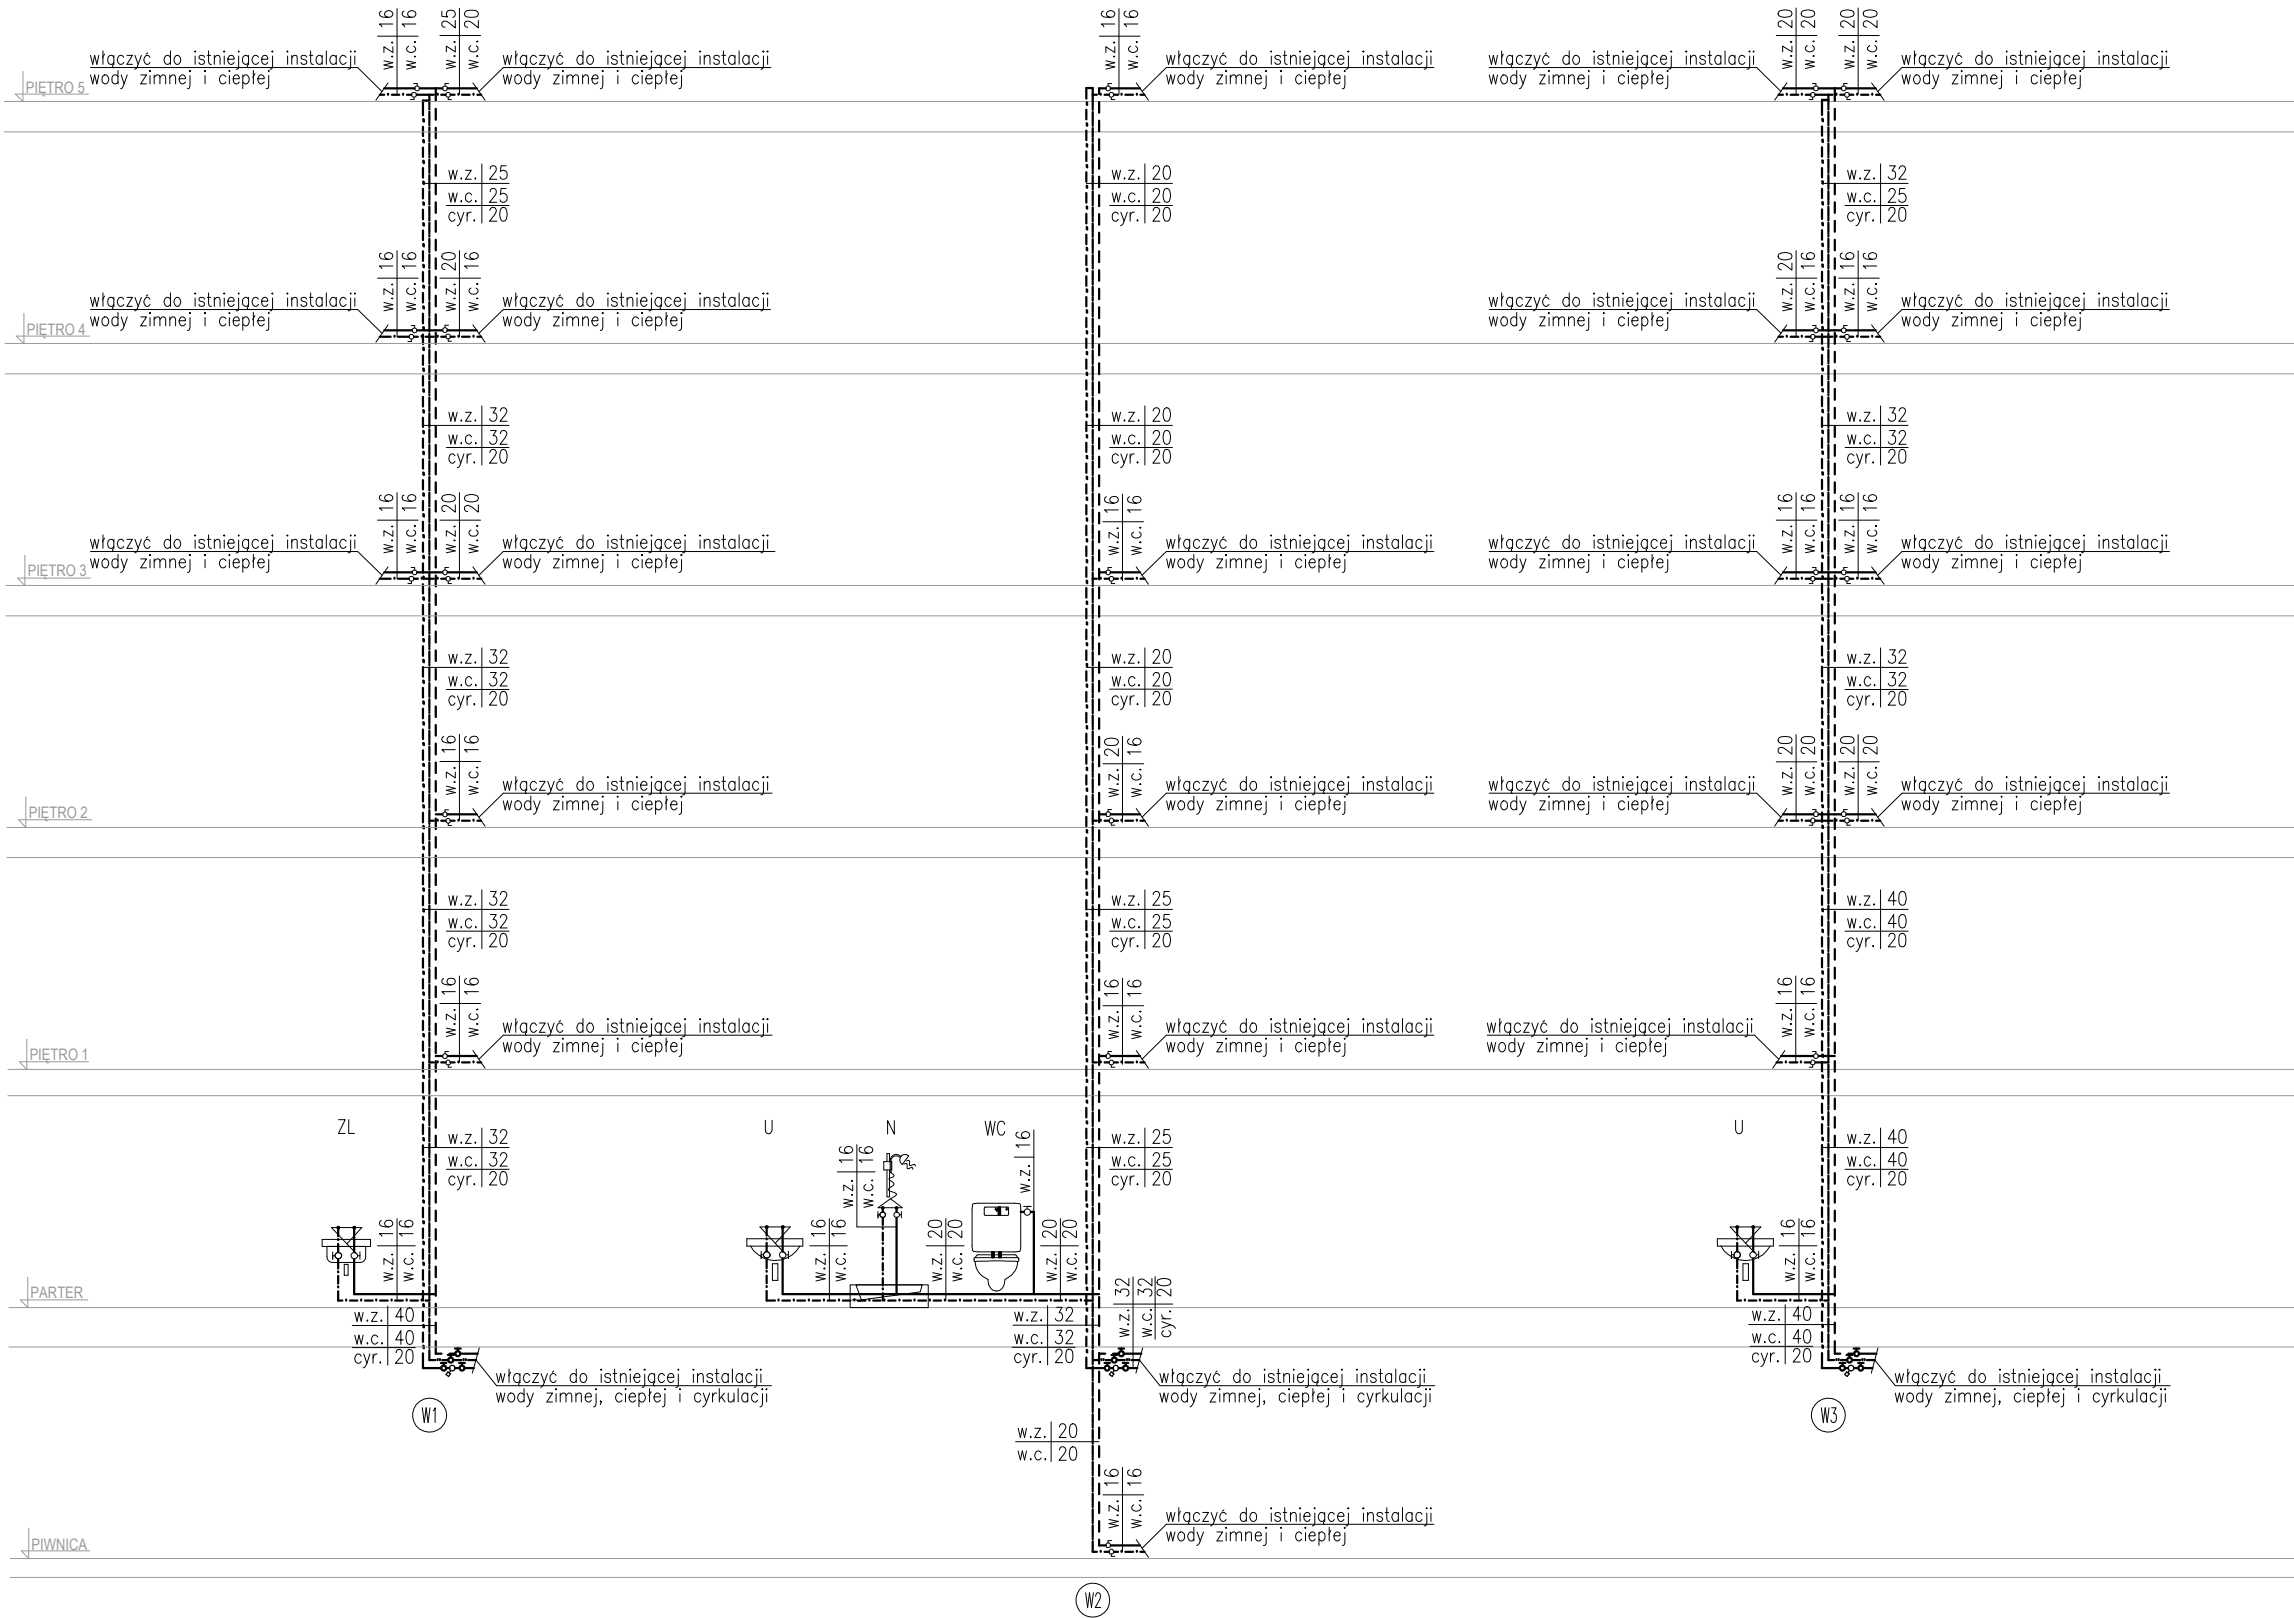 w.z. 16
w.c. 16
w.z. 25
w.c. 20
w.z. 16
w.c. 16
w.z. 20
w.c. 20
w.z. 20
w.c. 20
włączyć do istniejącej instalacji
wody zimnej i ciepłej
włączyć do istniejącej instalacji
wody zimnej i ciepłej
włączyć do istniejącej instalacji
wody zimnej i ciepłej
włączyć do istniejącej instalacji
wody zimnej i ciepłej
włączyć do istniejącej instalacji
wody zimnej i ciepłej
PIĘTRO 5
w.z. 25
w.c. 25
cyr. 20
w.z. 20
w.c. 20
cyr. 20
w.z. 32
w.c. 25
cyr. 20
w.z. 16
w.c. 16
w.z. 20
w.c. 16
w.z. 20
w.c. 16
w.z. 16
w.c. 16
włączyć do istniejącej instalacji
wody zimnej i ciepłej
włączyć do istniejącej instalacji
wody zimnej i ciepłej
włączyć do istniejącej instalacji
wody zimnej i ciepłej
włączyć do istniejącej instalacji
wody zimnej i ciepłej
PIĘTRO 4
w.z. 32
w.c. 32
cyr. 20
w.z. 20
w.c. 20
cyr. 20
w.z. 32
w.c. 32
cyr. 20
w.z. 16
w.c. 16
w.z. 20
w.c. 20
w.z. 16
w.c. 16
w.z. 16
w.c. 16
w.z. 16
w.c. 16
włączyć do istniejącej instalacji
wody zimnej i ciepłej
włączyć do istniejącej instalacji
wody zimnej i ciepłej
włączyć do istniejącej instalacji
wody zimnej i ciepłej
włączyć do istniejącej instalacji
wody zimnej i ciepłej
włączyć do istniejącej instalacji
wody zimnej i ciepłej
PIĘTRO 3
w.z. 32
w.c. 32
cyr. 20
w.z. 20
w.c. 20
cyr. 20
w.z. 32
w.c. 32
cyr. 20
w.z. 16
w.c. 16
w.z. 20
w.c. 16
w.z. 20
w.c. 20
w.z. 20
w.c. 20
włączyć do istniejącej instalacji
wody zimnej i ciepłej
włączyć do istniejącej instalacji
wody zimnej i ciepłej
włączyć do istniejącej instalacji
wody zimnej i ciepłej
włączyć do istniejącej instalacji
wody zimnej i ciepłej
PIĘTRO 2
w.z. 32
w.c. 32
cyr. 20
w.z. 25
w.c. 25
cyr. 20
w.z. 40
w.c. 40
cyr. 20
w.z. 16
w.c. 16
w.z. 16
w.c. 16
w.z. 16
w.c. 16
włączyć do istniejącej instalacji
wody zimnej i ciepłej
włączyć do istniejącej instalacji
wody zimnej i ciepłej
włączyć do istniejącej instalacji
wody zimnej i ciepłej
PIĘTRO 1
ZL
U
N
WC
U
w.z. 32
w.c. 32
cyr. 20
w.z. 16
w.c. 16
w.z. 16
w.z. 25
w.c. 25
cyr. 20
w.z. 40
w.c. 40
cyr. 20
w.z. 16
w.c. 16
w.z. 16
w.c. 16
w.z. 20
w.c. 20
w.z. 20
w.c. 20
w.z. 16
w.c. 16
PARTER
w.z. 40
w.c. 40
cyr. 20
w.z. 32
w.c. 32
cyr. 20
w.z. 32
w.c. 32
cyr. 20
w.z. 40
w.c. 40
cyr. 20
włączyć do istniejącej instalacji
wody zimnej, ciepłej i cyrkulacji
włączyć do istniejącej instalacji
wody zimnej, ciepłej i cyrkulacji
włączyć do istniejącej instalacji
wody zimnej, ciepłej i cyrkulacji
W1
W3
w.z. 20
w.c. 20
w.z. 16
w.c. 16
włączyć do istniejącej instalacji
wody zimnej i ciepłej
PIWNICA
W2